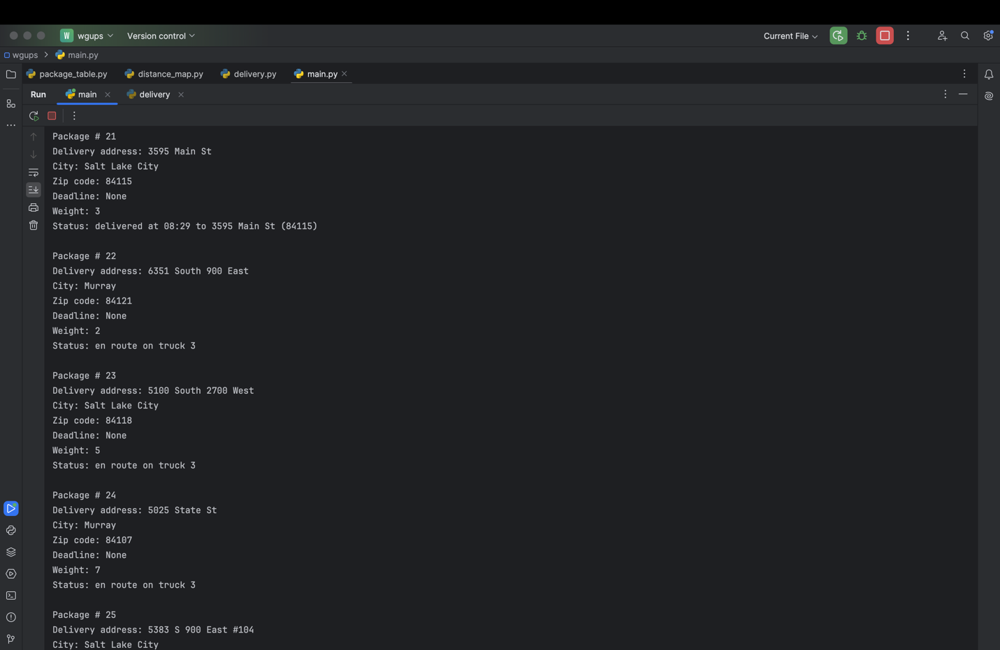 W wgups Version control Current File
wgups main.py
package_table.py distance_map.py delivery.py main.py
Run main delivery
Package # 21
Delivery address: 3595 Main St
City: Salt Lake City
Zip code: 84115
Deadline: None
Weight: 3
Status: delivered at 08:29 to 3595 Main St (84115)
Package # 22
Delivery address: 6351 South 900 East
City: Murray
Zip code: 84121
Deadline: None
Weight: 2
Status: en route on truck 3
Package # 23
Delivery address: 5100 South 2700 West
City: Salt Lake City
Zip code: 84118
Deadline: None
Weight: 5
Status: en route on truck 3
Package # 24
Delivery address: 5025 State St
City: Murray
Zip code: 84107
Deadline: None
Weight: 7
Status: en route on truck 3
Package # 25
Delivery address: 5383 S 900 East #104
City: Salt Lake City